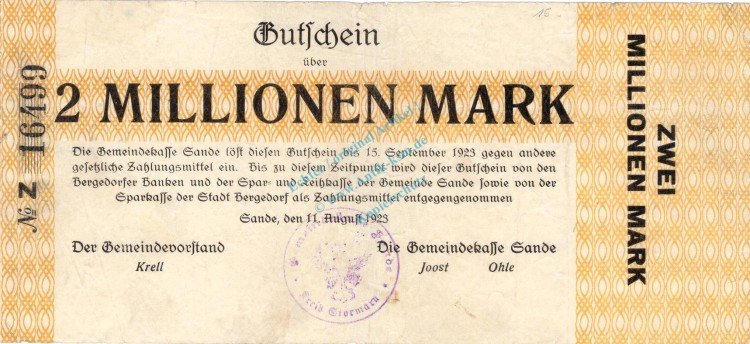 15
Gutschein
über
2 MILLIONEN MARK
Die Gemeindekasse Sande löst diesen Gutschein bis 15. September 1923 gegen andere
gesetzliche Zahlungsmittel ein. Bis zu diesem Zeitpunkt wird dieser Gutschein von den
Bergedorfer Banken und der Spar- und Leihkasse der Gemeinde Sande sowie von der
Sparkasse der Stadt Bergedorf als Zahlungsmittel entgegengenommen
Sande, den 11. August 1923
Der Gemeindevorstand
Krell
Die Gemeindekasse Sande
Joost Ohle
№ Z 16499
ZWEI
MILLIONEN MARK
Sande
Kreis Stormarn